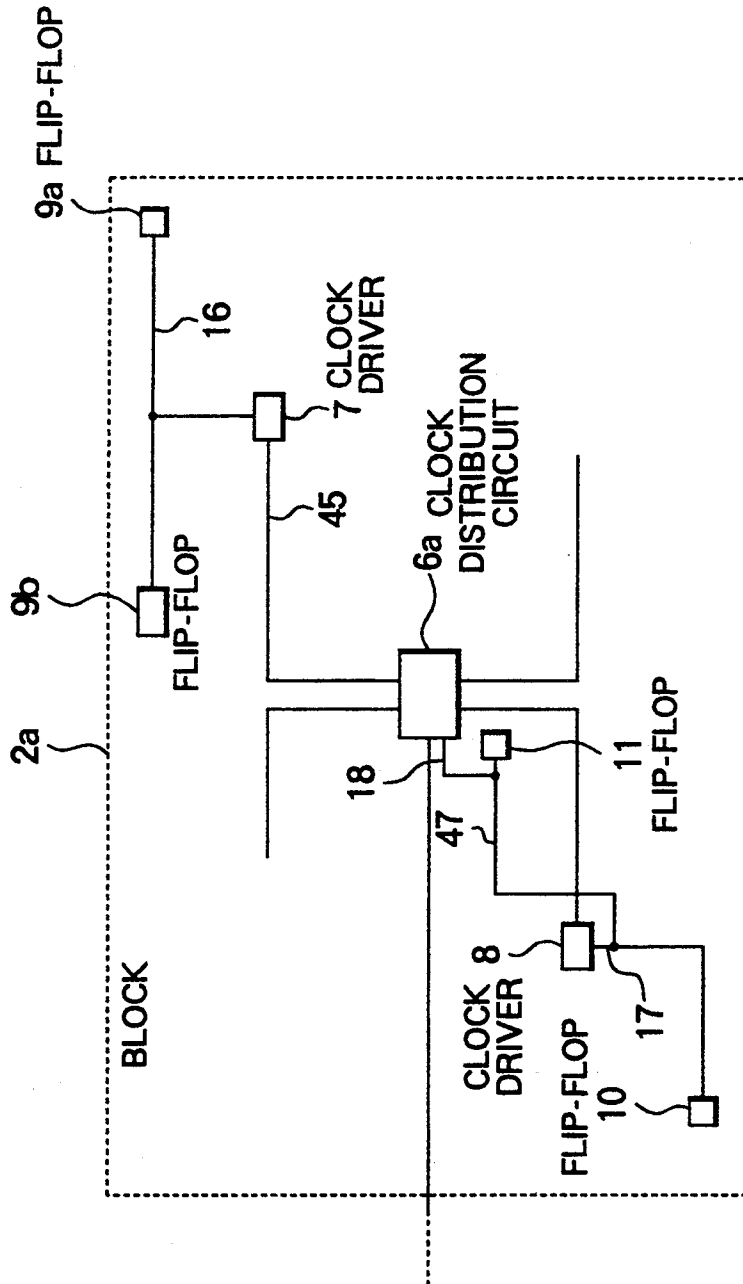 2a
9b
9a FLIP-FLOP
BLOCK
FLIP-FLOP
16
45
7 CLOCK
DRIVER
6a CLOCK
DISTRIBUTION
CIRCUIT
18
47
11
FLIP-FLOP
CLOCK
DRIVER
8
17
FLIP-FLOP
10